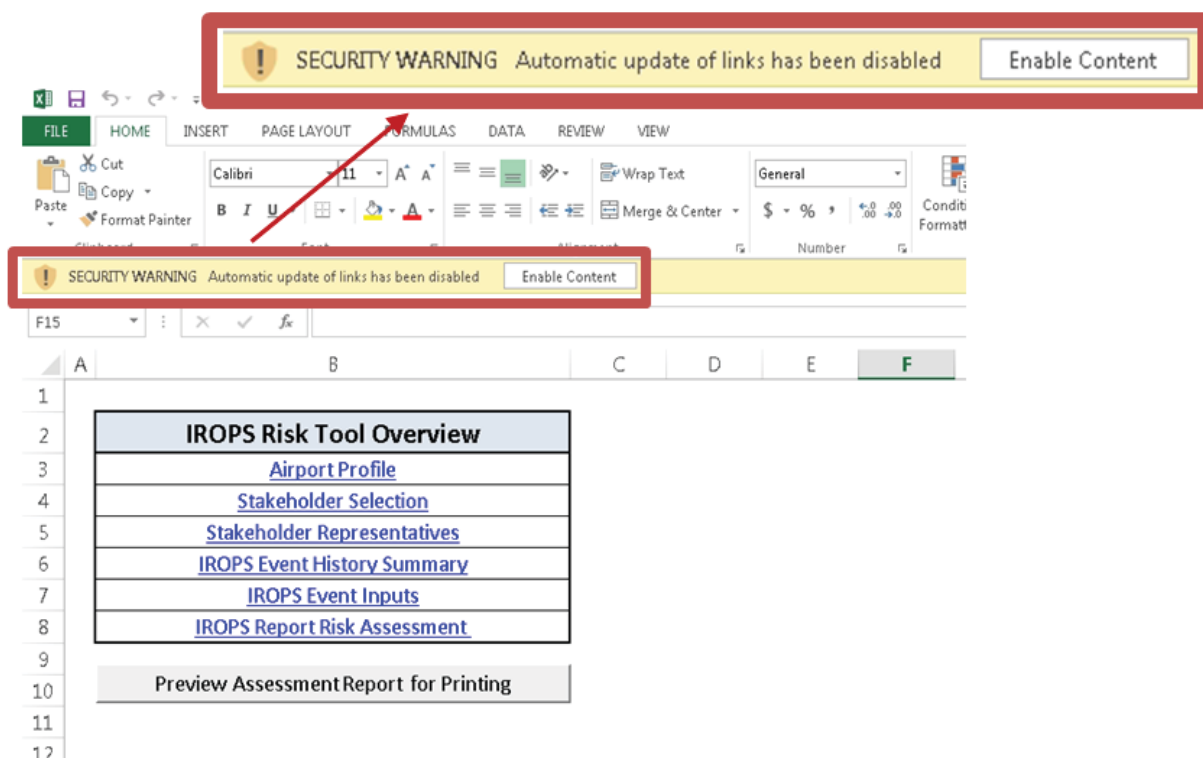 SECURITY WARNING Automatic update of links has been disabled Enable Content
FILE HOME INSERT PAGE LAYOUT FORMULAS DATA REVIEW VIEW
Cut
Calibri 11 A A Wrap Text General
Copy
Paste B I U A Merge & Center $ % , .00 Conditi
Format Painter Formatt
Clipboard Font Alignment Number
SECURITY WARNING Automatic update of links has been disabled Enable Content
F15 fx
A B C D E F
1
2 IROPS Risk Tool Overview
3 Airport Profile
4 Stakeholder Selection
5 Stakeholder Representatives
6 IROPS Event History Summary
7 IROPS Event Inputs
8 IROPS Report Risk Assessment
9
10 Preview Assessment Report for Printing
11
12